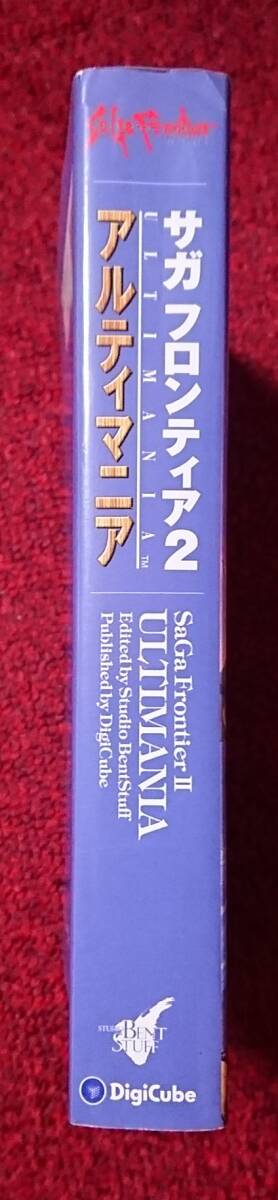 SaGa Frontier
サガ フロンティア2
ULTIMANIA™
アルティマニア
SaGa Frontier II
ULTIMANIA
Edited by Studio BentStuff
Published by DigiCube
STUDIO
BENT
STUFF
DigiCube